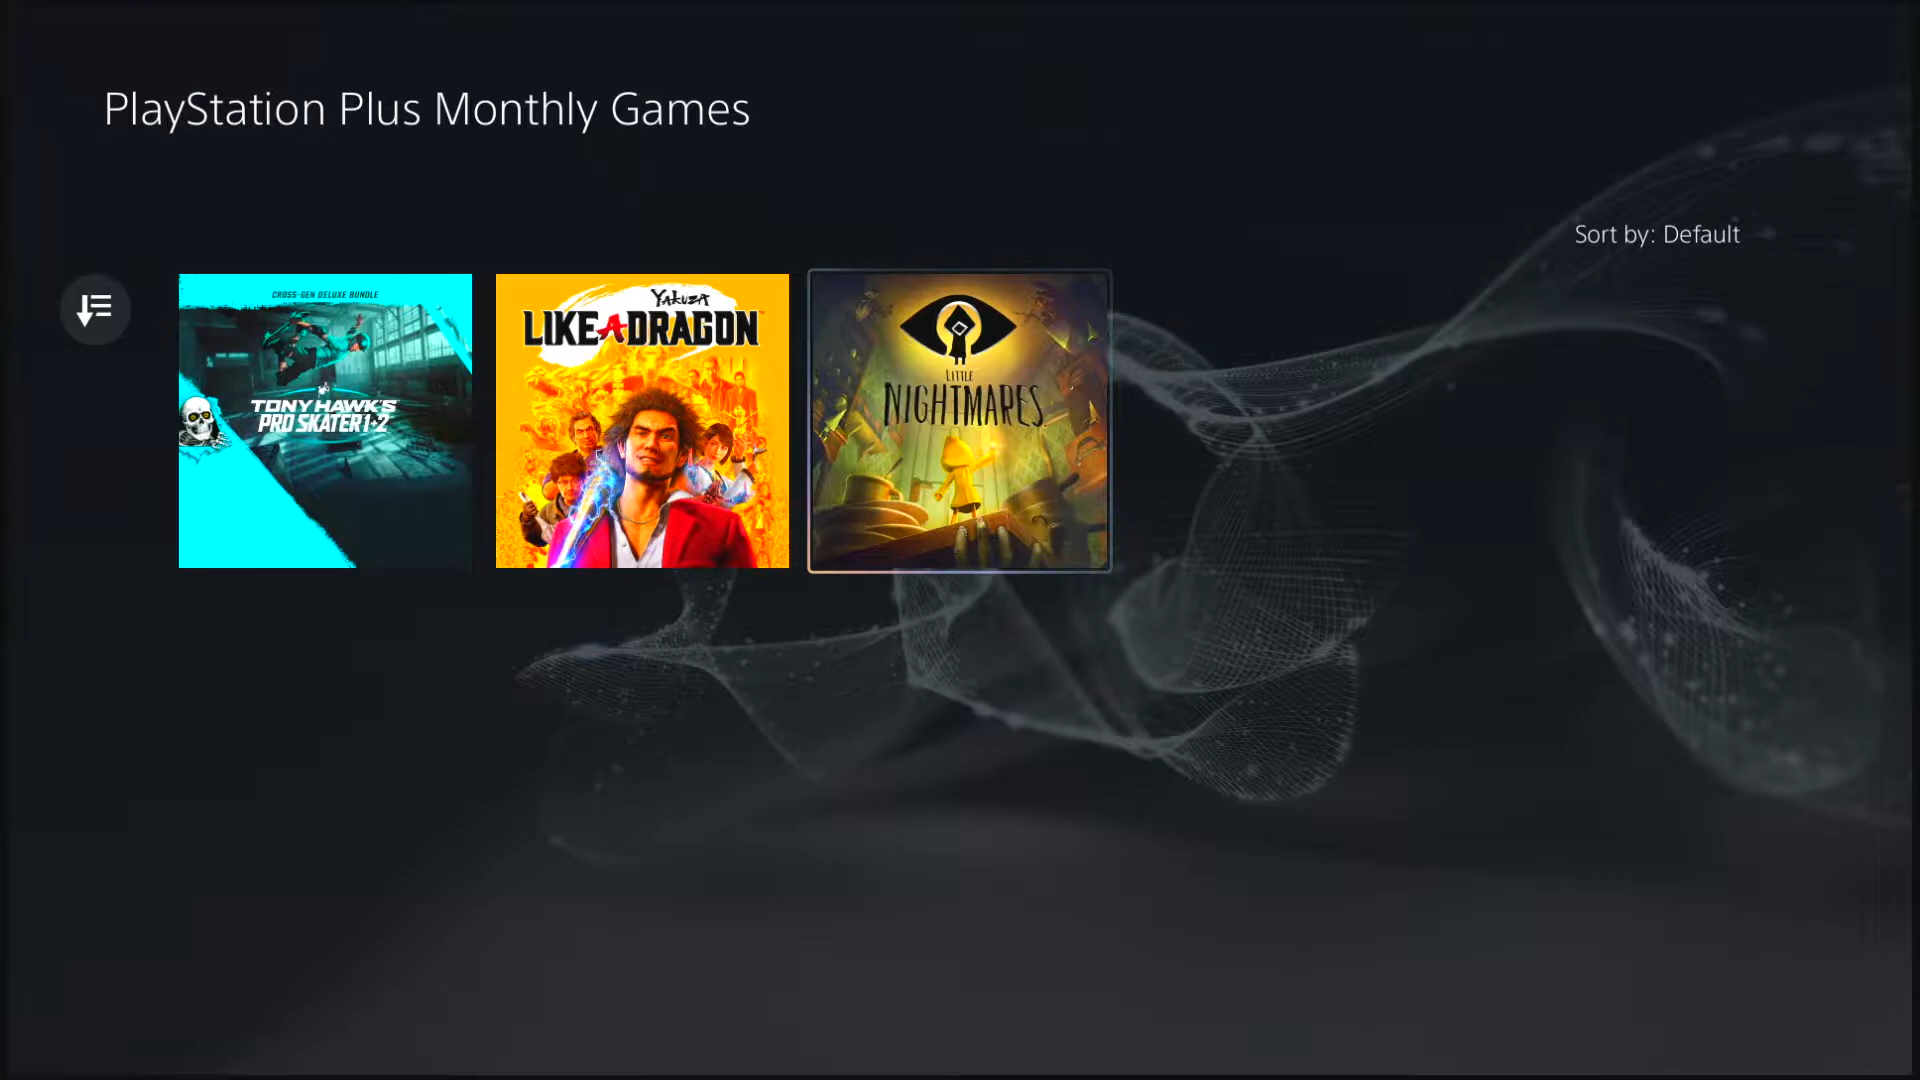 PlayStation Plus Monthly Games
Sort by: Default
CROSS-GEN DELUXE BUNDLE
TONY HAWK'S
PRO SKATER 1+2
Yakuza
LIKE A DRAGON
LITTLE
NIGHTMARES